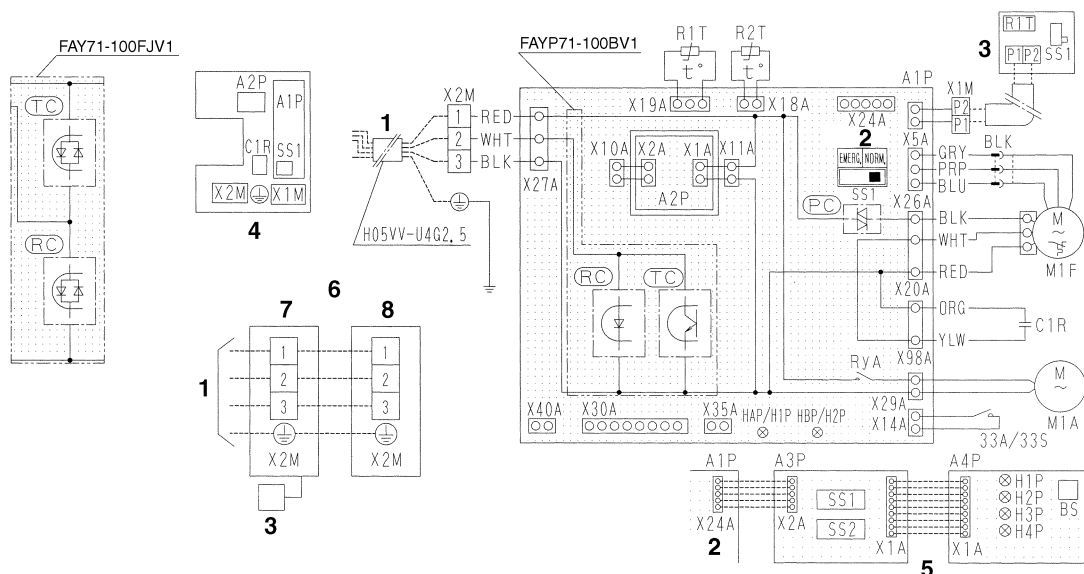 FAY71-100FJV1
TC
RC
A2P
A1P
C1R
SS1
X2M
X1M
4
1
X2M
1
2
3
RED
WHT
BLK
X27A
H05VV-U4G2,5
FAYP71-100BV1
R1T
R2T
t°
t°
X19A
X18A
A1P
X24A
X10A
X2A
X1A
X11A
A2P
2
EMERG.
NORM.
SS1
PC
RC
TC
X5A
X1M
P2
P1
3
R1T
P1
P2
SS1
BLK
GRY
PRP
BLU
X26A
BLK
WHT
RED
X20A
M
~
M1F
ORG
YLW
C1R
X98A
RyA
X29A
X14A
M
~
M1A
33A/33S
X40A
X30A
X35A
HAP/H1P
HBP/H2P
6
7
8
1
1
2
3
1
2
3
X2M
X2M
3
A1P
X24A
2
A3P
X2A
SS1
SS2
X1A
5
A4P
X1A
H1P
H2P
H3P
H4P
BS